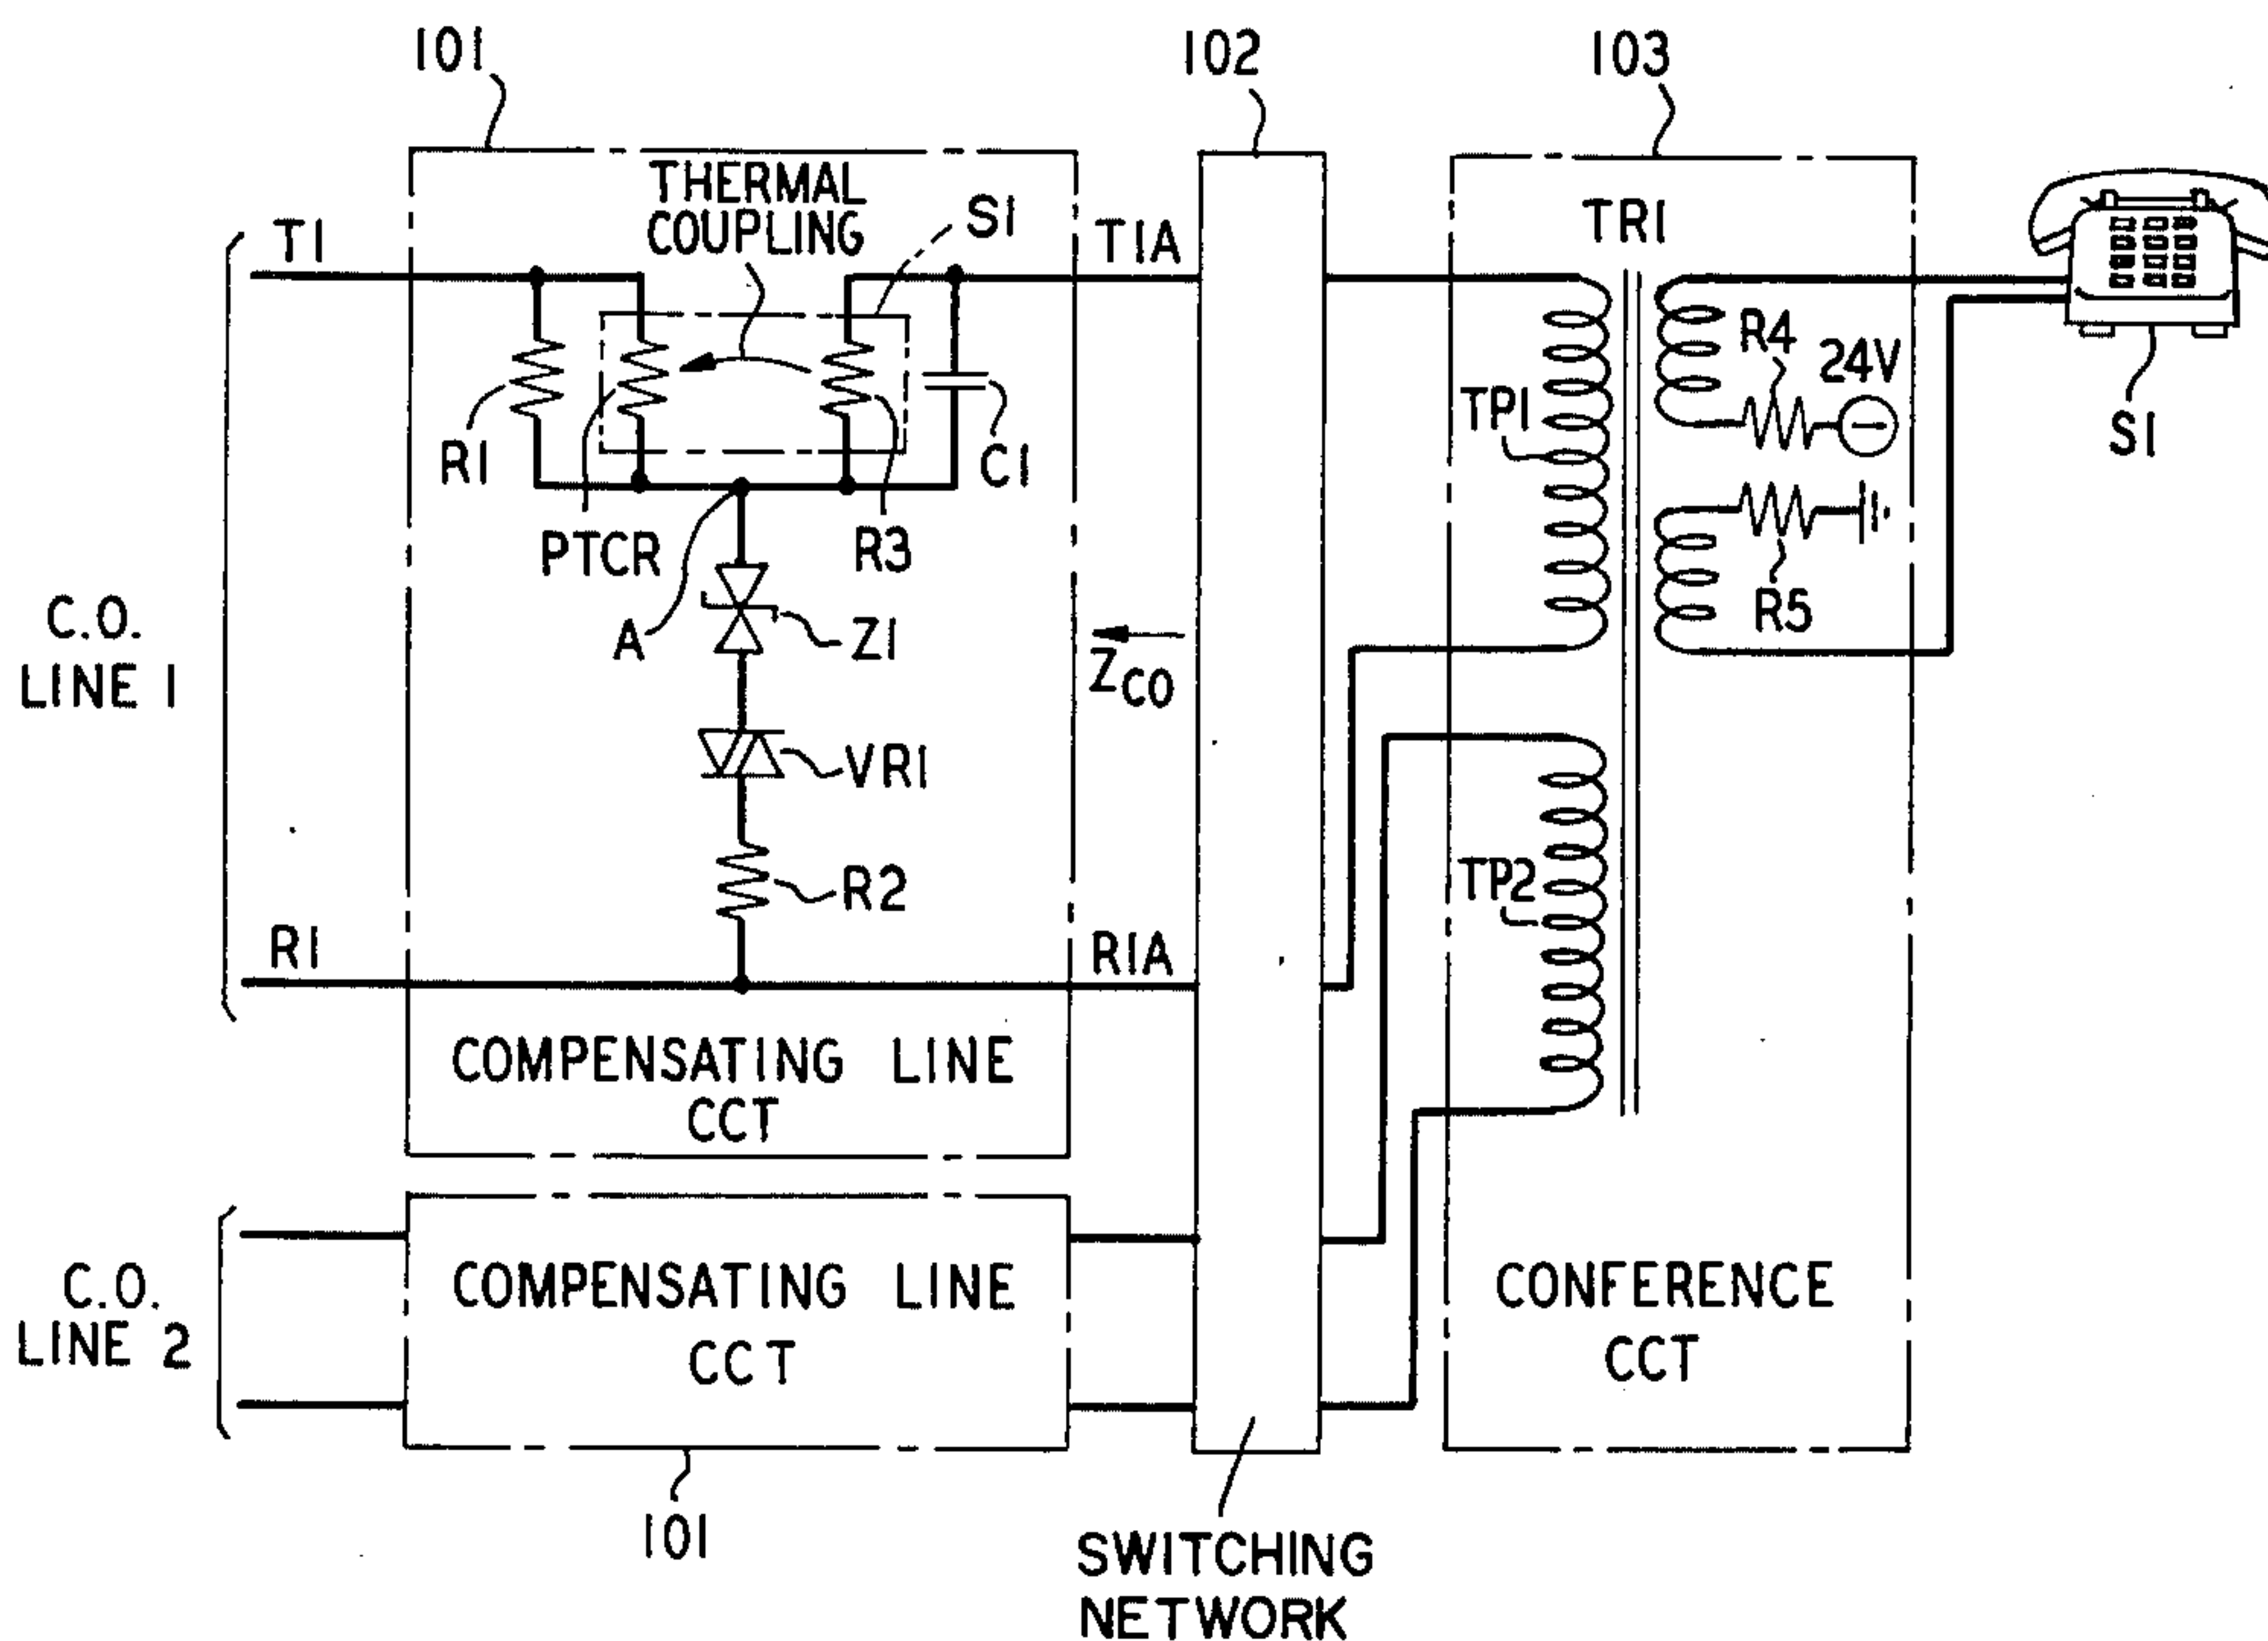 101
102
103
THERMAL
COUPLING
S1
T1
T1A
TR1
R4
24V
R1
PTCR
R3
C1
TP1
S1
A
Z1
ZCO
R5
C.O.
LINE 1
VR1
R2
TP2
R1
R1A
COMPENSATING LINE
CCT
C.O.
LINE 2
COMPENSATING LINE
CCT
CONFERENCE
CCT
101
SWITCHING
NETWORK